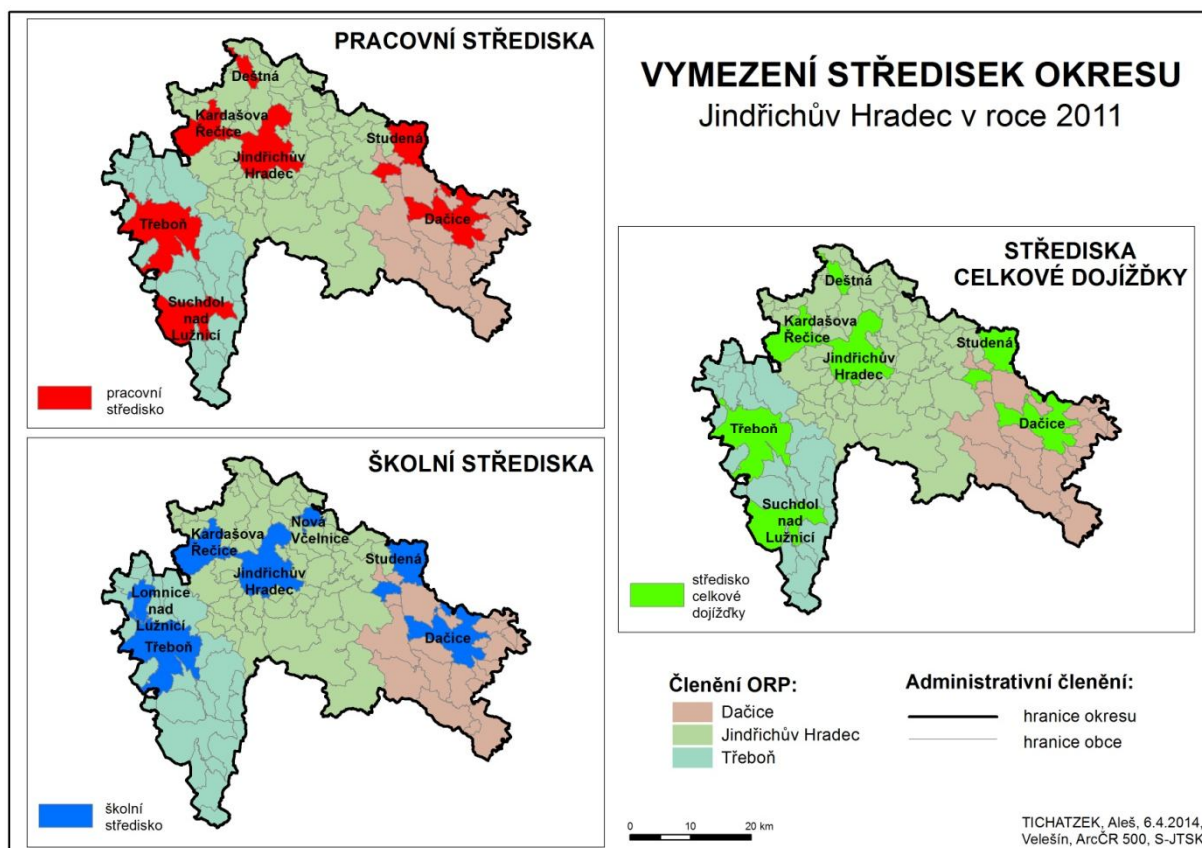 PRACOVNÍ STŘEDISKA
Deštná
Kardašova
Řečice
Studená
Jindřichův
Hradec
Třeboň
Dačice
Suchdol
nad
Lužnicí
pracovní
středisko
VYMEZENÍ STŘEDISEK OKRESU
Jindřichův Hradec v roce 2011
STŘEDISKA
CELKOVÉ DOJÍŽĎKY
Deštná
Kardašova
Řečice
Studená
Jindřichův
Hradec
Třeboň
Dačice
Suchdol
nad
Lužnicí
středisko
celkové
dojížďky
ŠKOLNÍ STŘEDISKA
Nová
Včelnice
Kardašova
Řečice
Studená
Jindřichův
Hradec
Lomnice
nad
Lužnicí
Třeboň
Dačice
školní
středisko
Členění ORP:
Dačice
Jindřichův Hradec
Třeboň
Administrativní členění:
hranice okresu
hranice obce
0 10 20 km
TICHATZEK, Aleš, 6.4.2014,
Velešín, ArcČR 500, S-JTSK